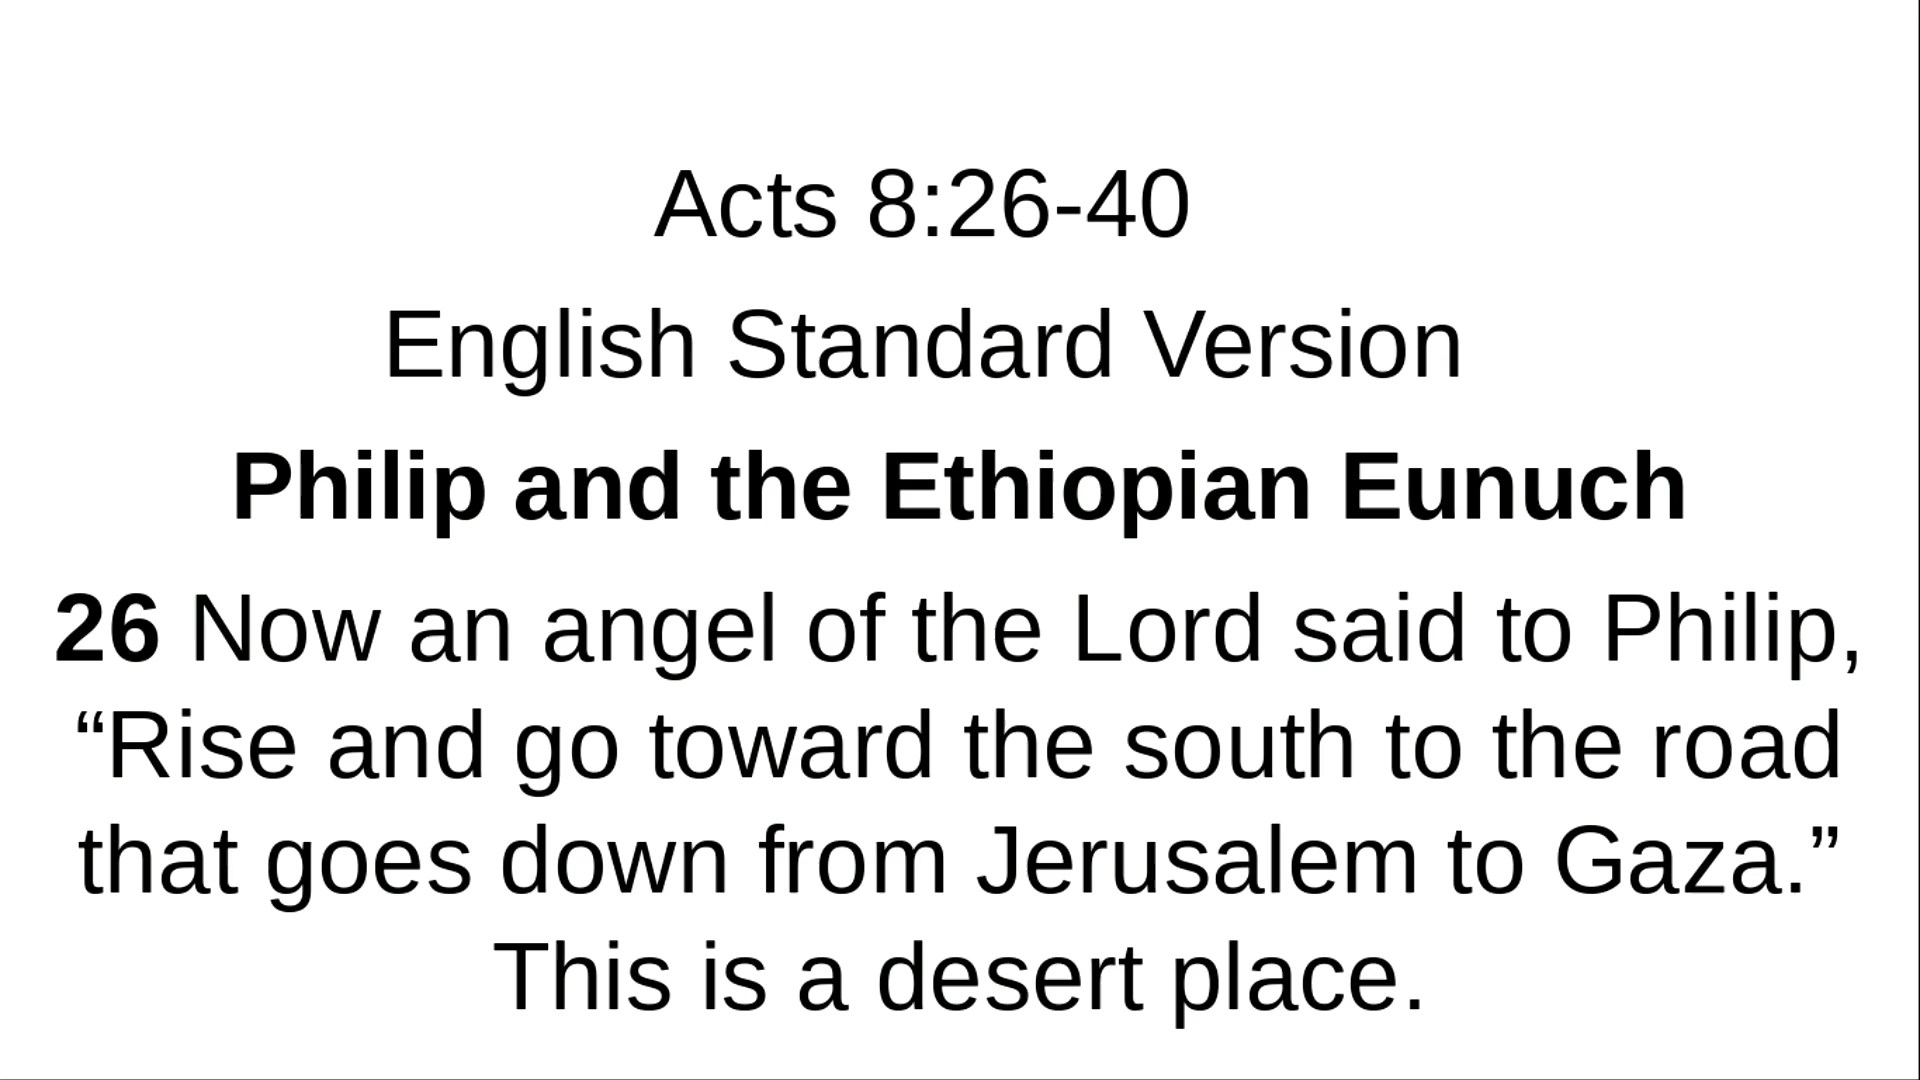 Acts 8:26-40
English Standard Version
Philip and the Ethiopian Eunuch
26 Now an angel of the Lord said to Philip,
“Rise and go toward the south to the road
that goes down from Jerusalem to Gaza.”
This is a desert place.